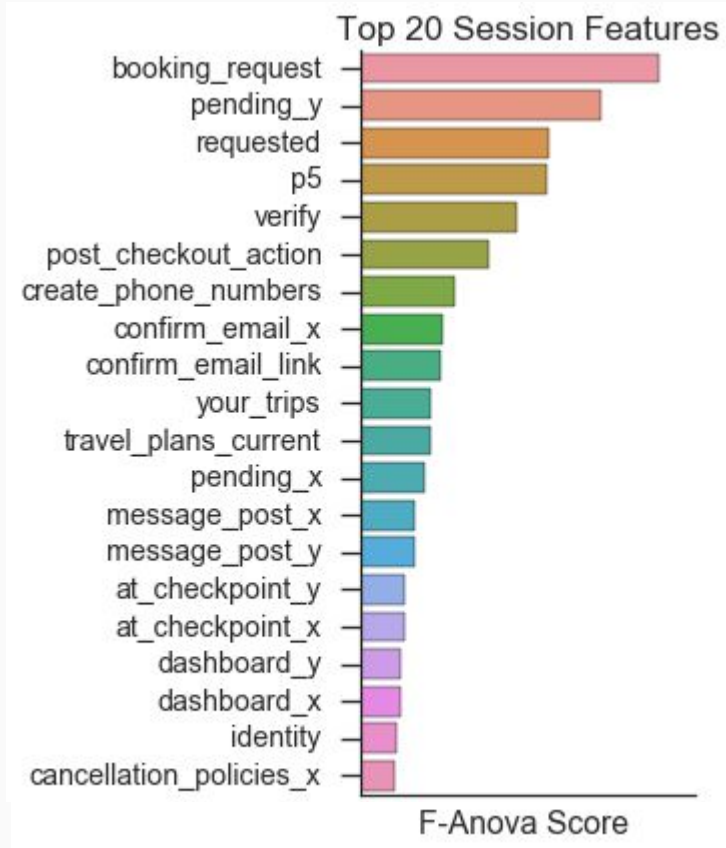 Top 20 Session Features
booking_request
pending_y
requested
p5
verify
post_checkout_action
create_phone_numbers
confirm_email_x
confirm_email_link
your_trips
travel_plans_current
pending_x
message_post_x
message_post_y
at_checkpoint_y
at_checkpoint_x
dashboard_y
dashboard_x
identity
cancellation_policies_x
F-Anova Score